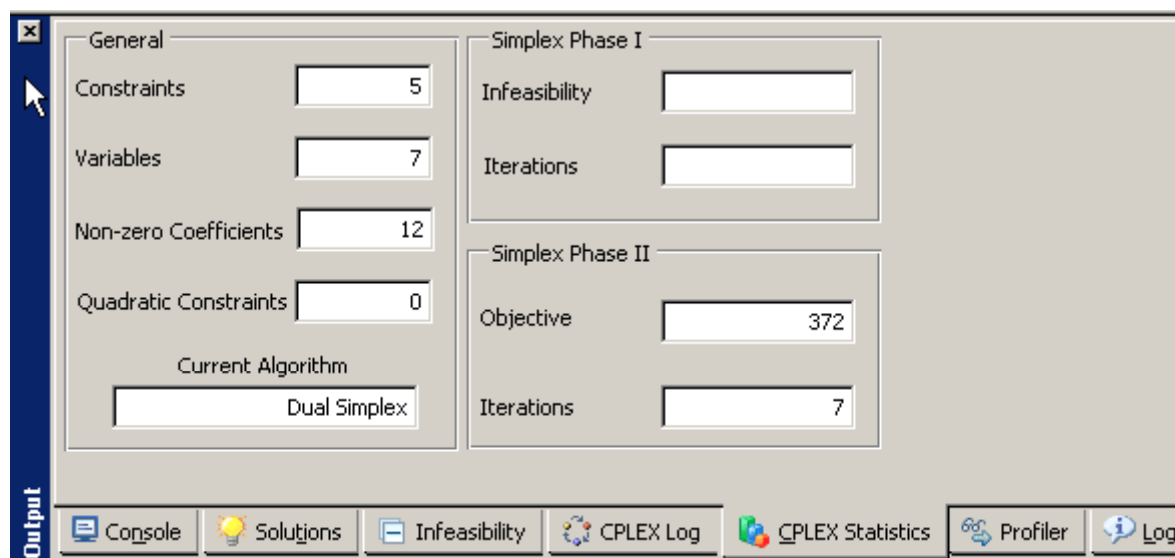 General
Constraints 5
Variables 7
Non-zero Coefficients 12
Quadratic Constraints 0
Current Algorithm
Dual Simplex
Simplex Phase I
Infeasibility
Iterations
Simplex Phase II
Objective 372
Iterations 7
Output
Console Solutions Infeasibility CPLEX Log CPLEX Statistics Profiler